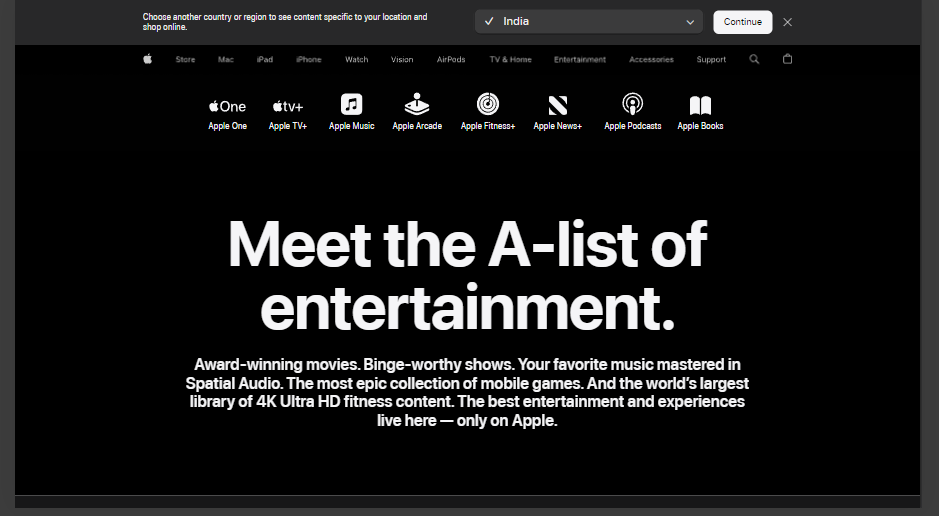 Choose another country or region to see content specific to your location and
shop online.
India
Continue
Store Mac iPad iPhone Watch Vision AirPods TV & Home Entertainment Accessories Support
One tv+
Apple One Apple TV+ Apple Music Apple Arcade Apple Fitness+ Apple News+ Apple Podcasts Apple Books
Meet the A-list of
entertainment.
Award-winning movies. Binge-worthy shows. Your favorite music mastered in
Spatial Audio. The most epic collection of mobile games. And the world's largest
library of 4K Ultra HD fitness content. The best entertainment and experiences
live here — only on Apple.